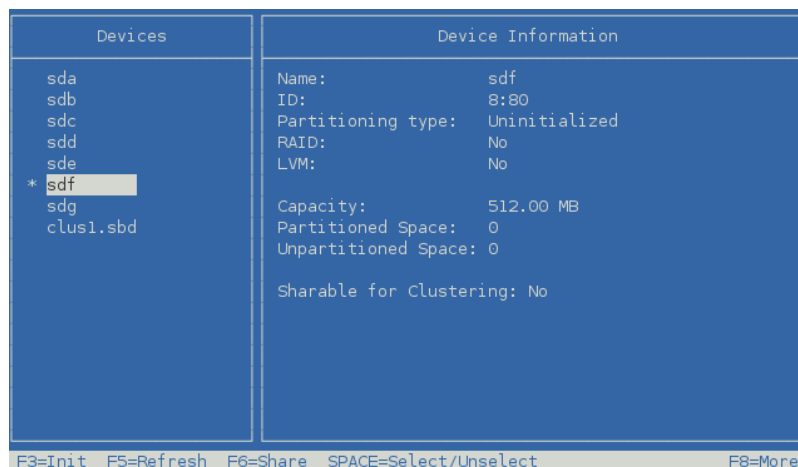 Devices
Device Information
sda
sdb
sdc
sdd
sde
* sdf
sdg
clus1.sbd
Name: sdf
ID: 8:80
Partitioning type: Uninitialized
RAID: No
LVM: No
Capacity: 512.00 MB
Partitioned Space: 0
Unpartitioned Space: 0
Sharable for Clustering: No
F3=Init F5=Refresh F6=Share SPACE=Select/Unselect F8=More